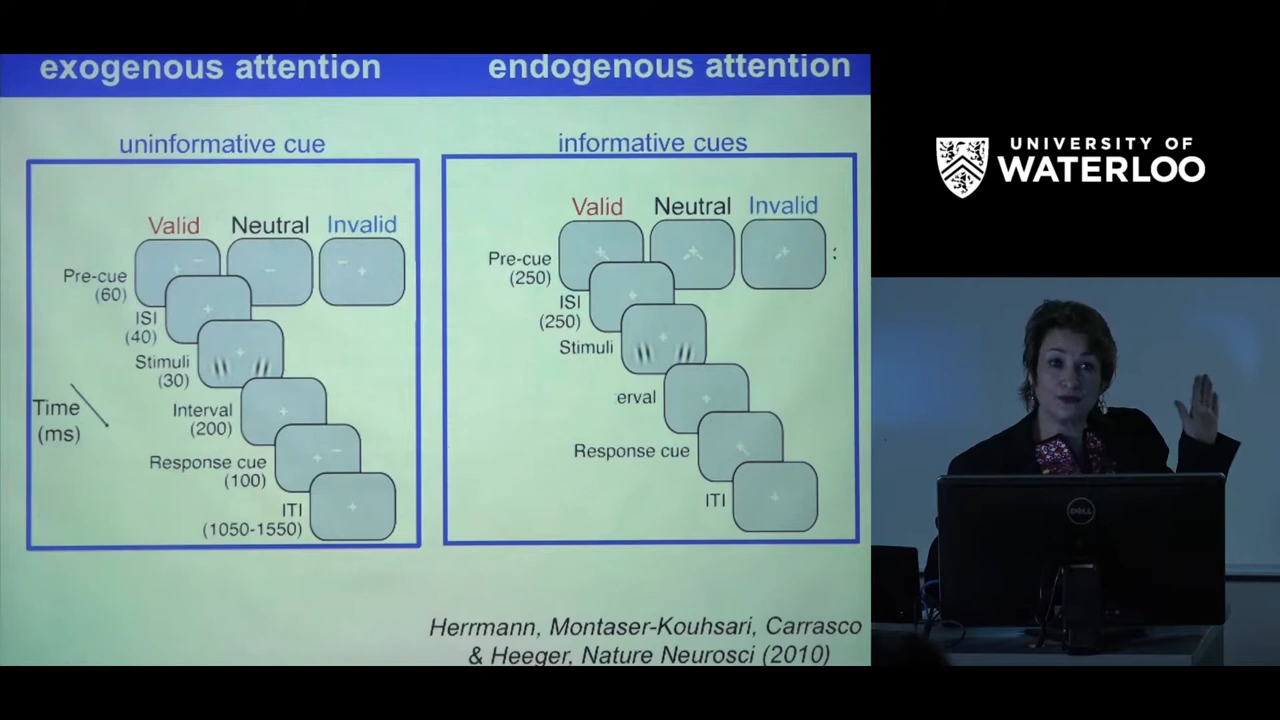 exogenous attention
endogenous attention
uninformative cue
Valid Neutral Invalid
Pre-cue
(60)
ISI
(40)
Stimuli
(30)
Time
(ms)
Interval
(200)
Response cue
(100)
ITI
(1050-1550)
informative cues
Valid Neutral Invalid
Pre-cue
(250)
:
ISI
(250)
Stimuli
erval
Response cue
ITI
Herrmann, Montaser-Kouhsari, Carrasco
& Heeger, Nature Neurosci (2010)
UNIVERSITY OF
WATERLOO
DELL